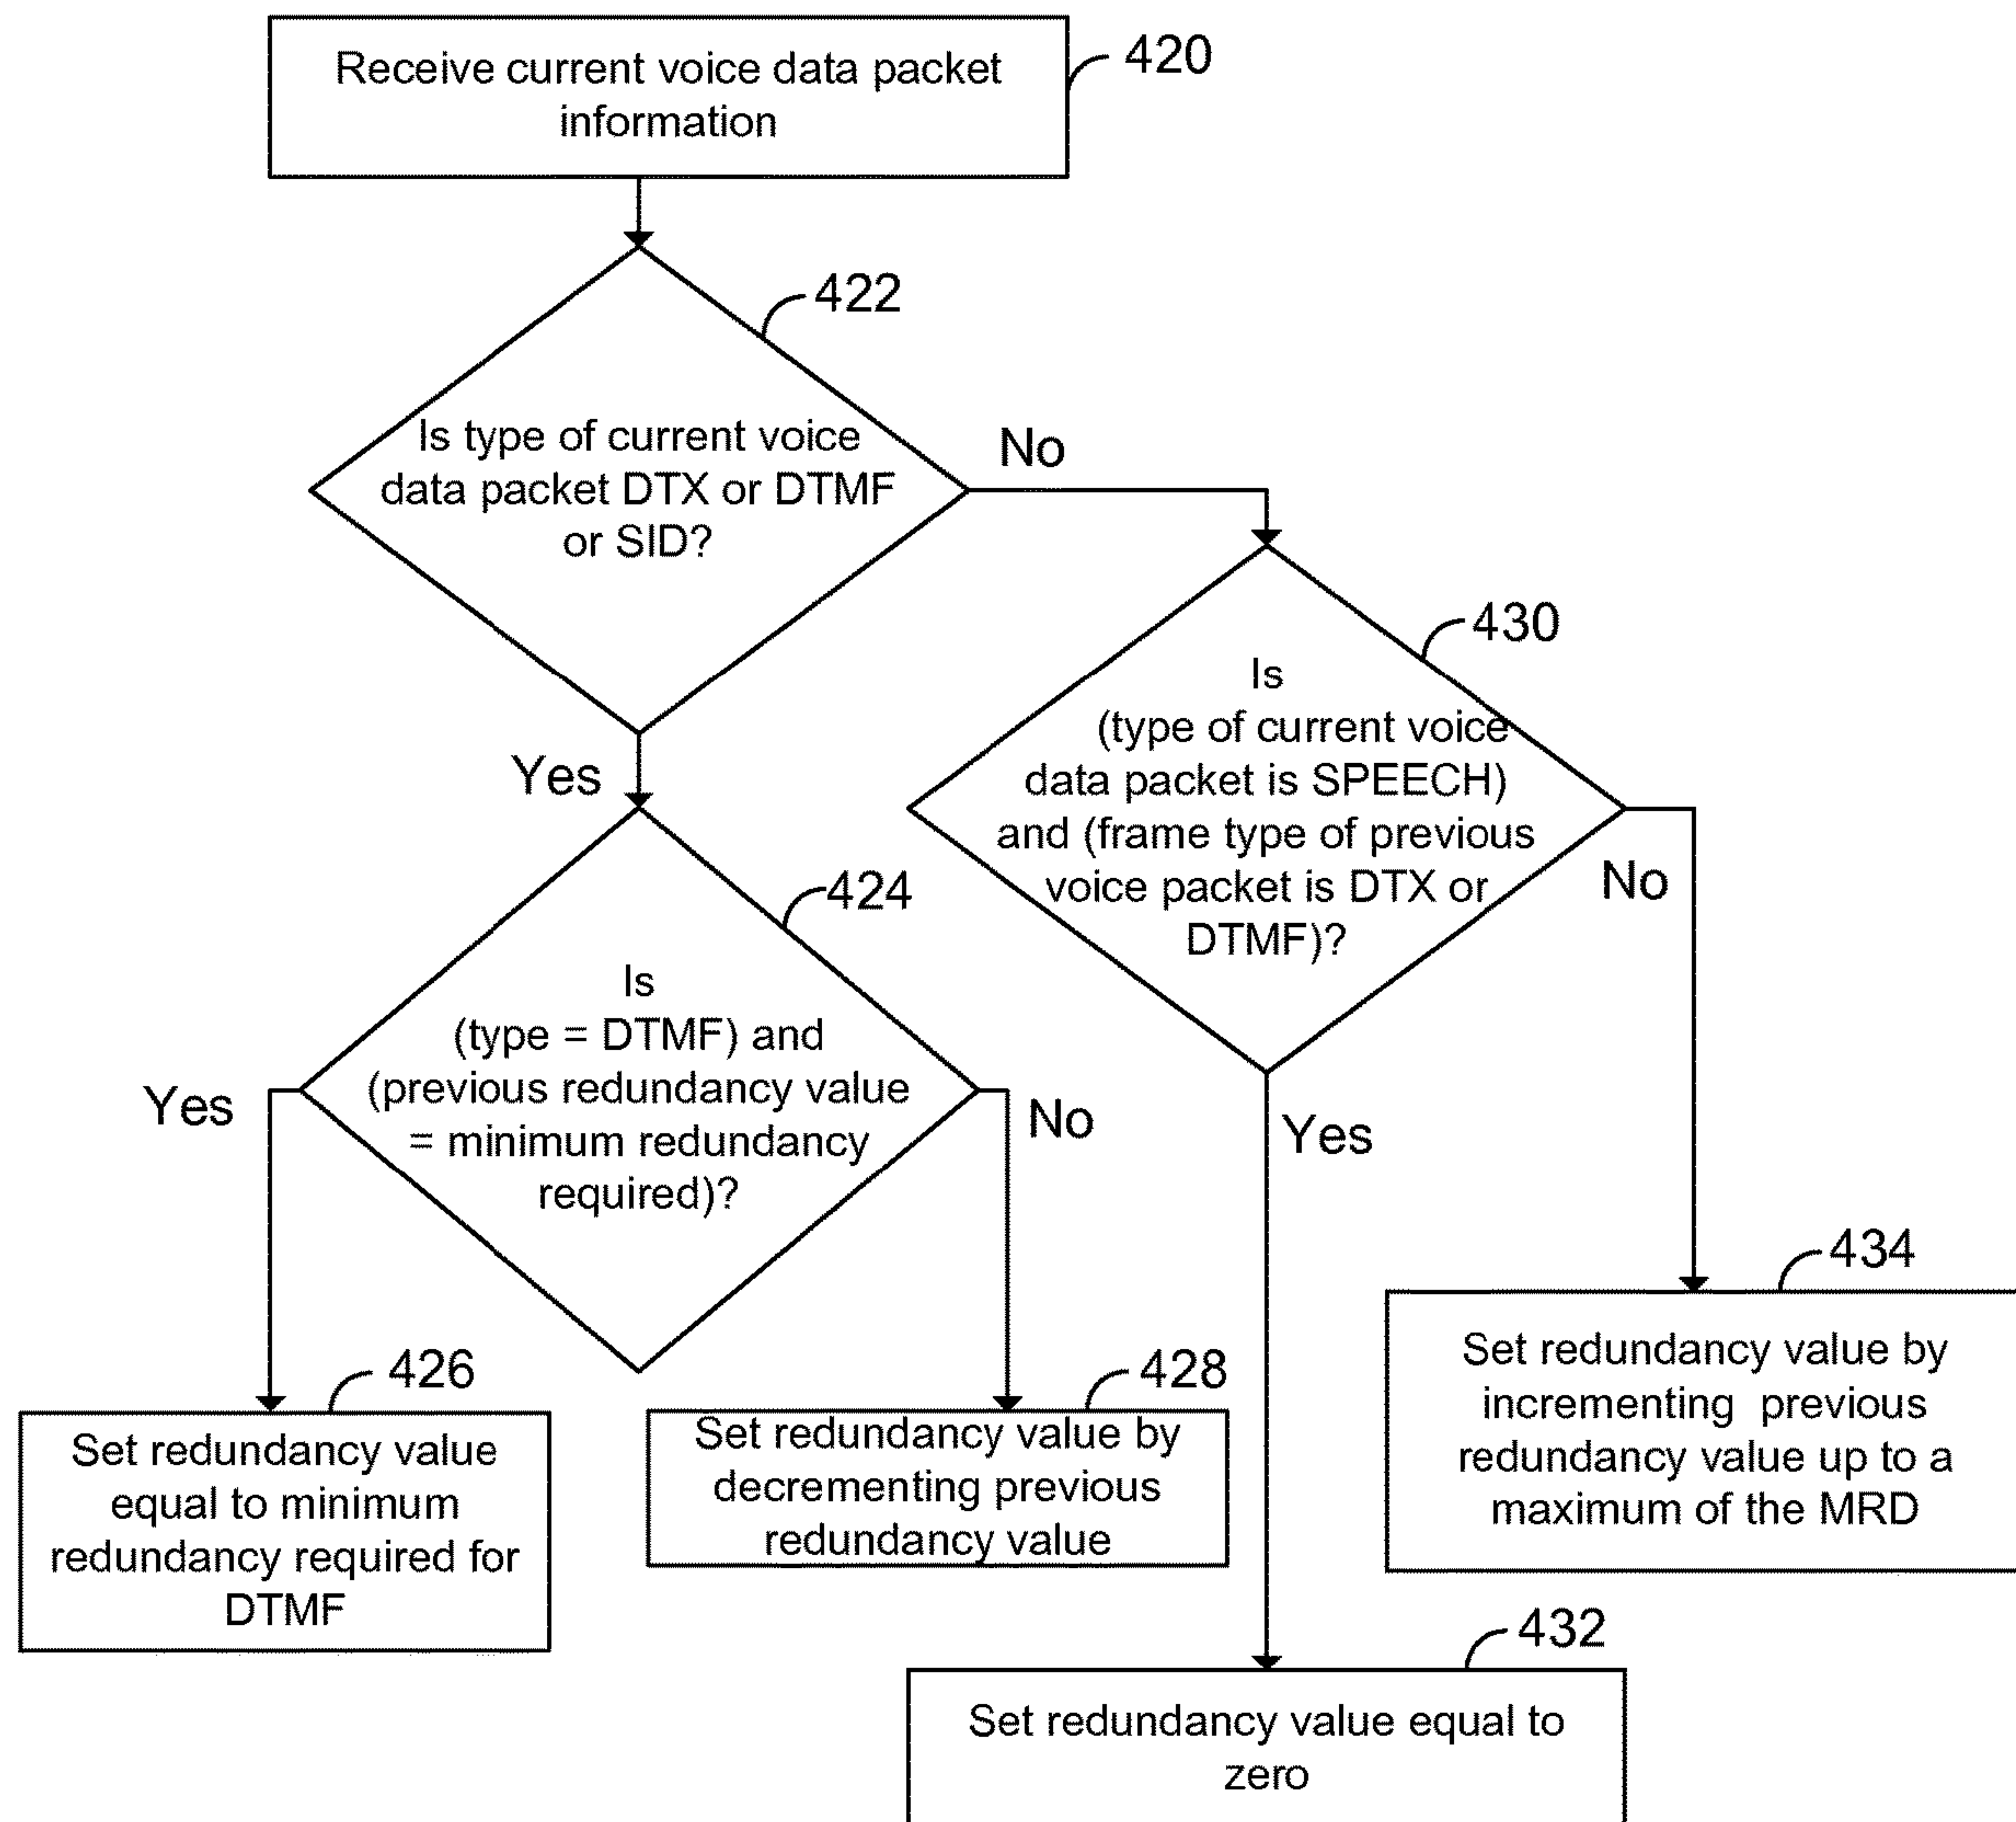 Receive current voice data packet
information
420
422
Is type of current voice
data packet DTX or DTMF
or SID?
No
Yes
430
Is
(type of current voice
data packet is SPEECH)
and (frame type of previous
voice packet is DTX or
DTMF)?
No
Yes
424
Is
(type = DTMF) and
(previous redundancy value
= minimum redundancy
required)?
Yes
No
426
Set redundancy value
equal to minimum
redundancy required for
DTMF
428
Set redundancy value by
decrementing previous
redundancy value
434
Set redundancy value by
incrementing previous
redundancy value up to a
maximum of the MRD
432
Set redundancy value equal to
zero